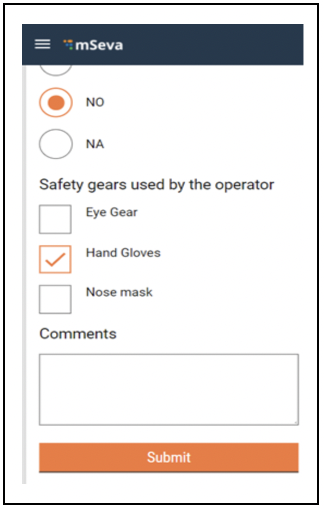 mSeva
NO
NA
Safety gears used by the operator
Eye Gear
Hand Gloves
Nose mask
Comments
Submit